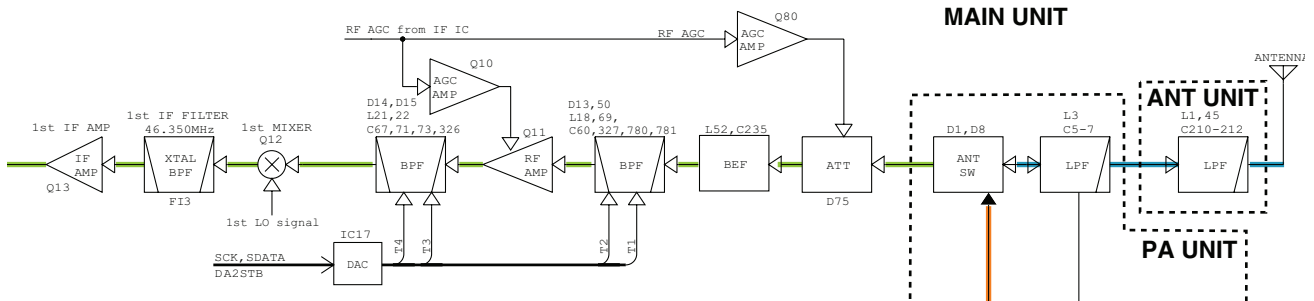 MAIN UNIT
Q80
RF AGC from IF IC
RF AGC
AGC
AMP
ANTENNA
Q10
AGC
AMP
D14,D15
L21,22
C67,71,73,326
D13,50
L18,69,
C60,327,780,781
ANT UNIT
L1,45
C210-212
1st IF AMP
1st IF FILTER
46.350MHz
1st MIXER
Q12
Q11
L52,C235
D1,D8
L3
C5-7
IF
AMP
XTAL
BPF
BPF
RF
AMP
BPF
BEF
ATT
ANT
SW
LPF
LPF
Q13
FI3
D75
1st LO signal
IC17
T4
T3
T2
T1
PA UNIT
SCK,SDATA
DA2STB
DAC